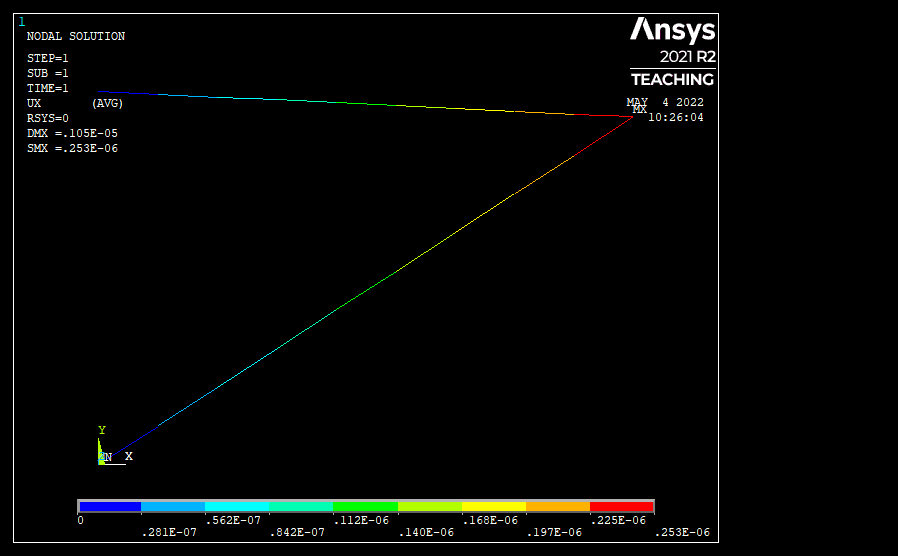 1
NODAL SOLUTION
STEP=1
SUB =1
TIME=1
UX (AVG)
RSYS=0
DMX =.105E-05
SMX =.253E-06
Ansys
2021 R2
TEACHING
MAY 4 2022
10:26:04
MX
Y
X
0 .562E-07 .112E-06 .168E-06 .225E-06
.281E-07 .842E-07 .140E-06 .197E-06 .253E-06